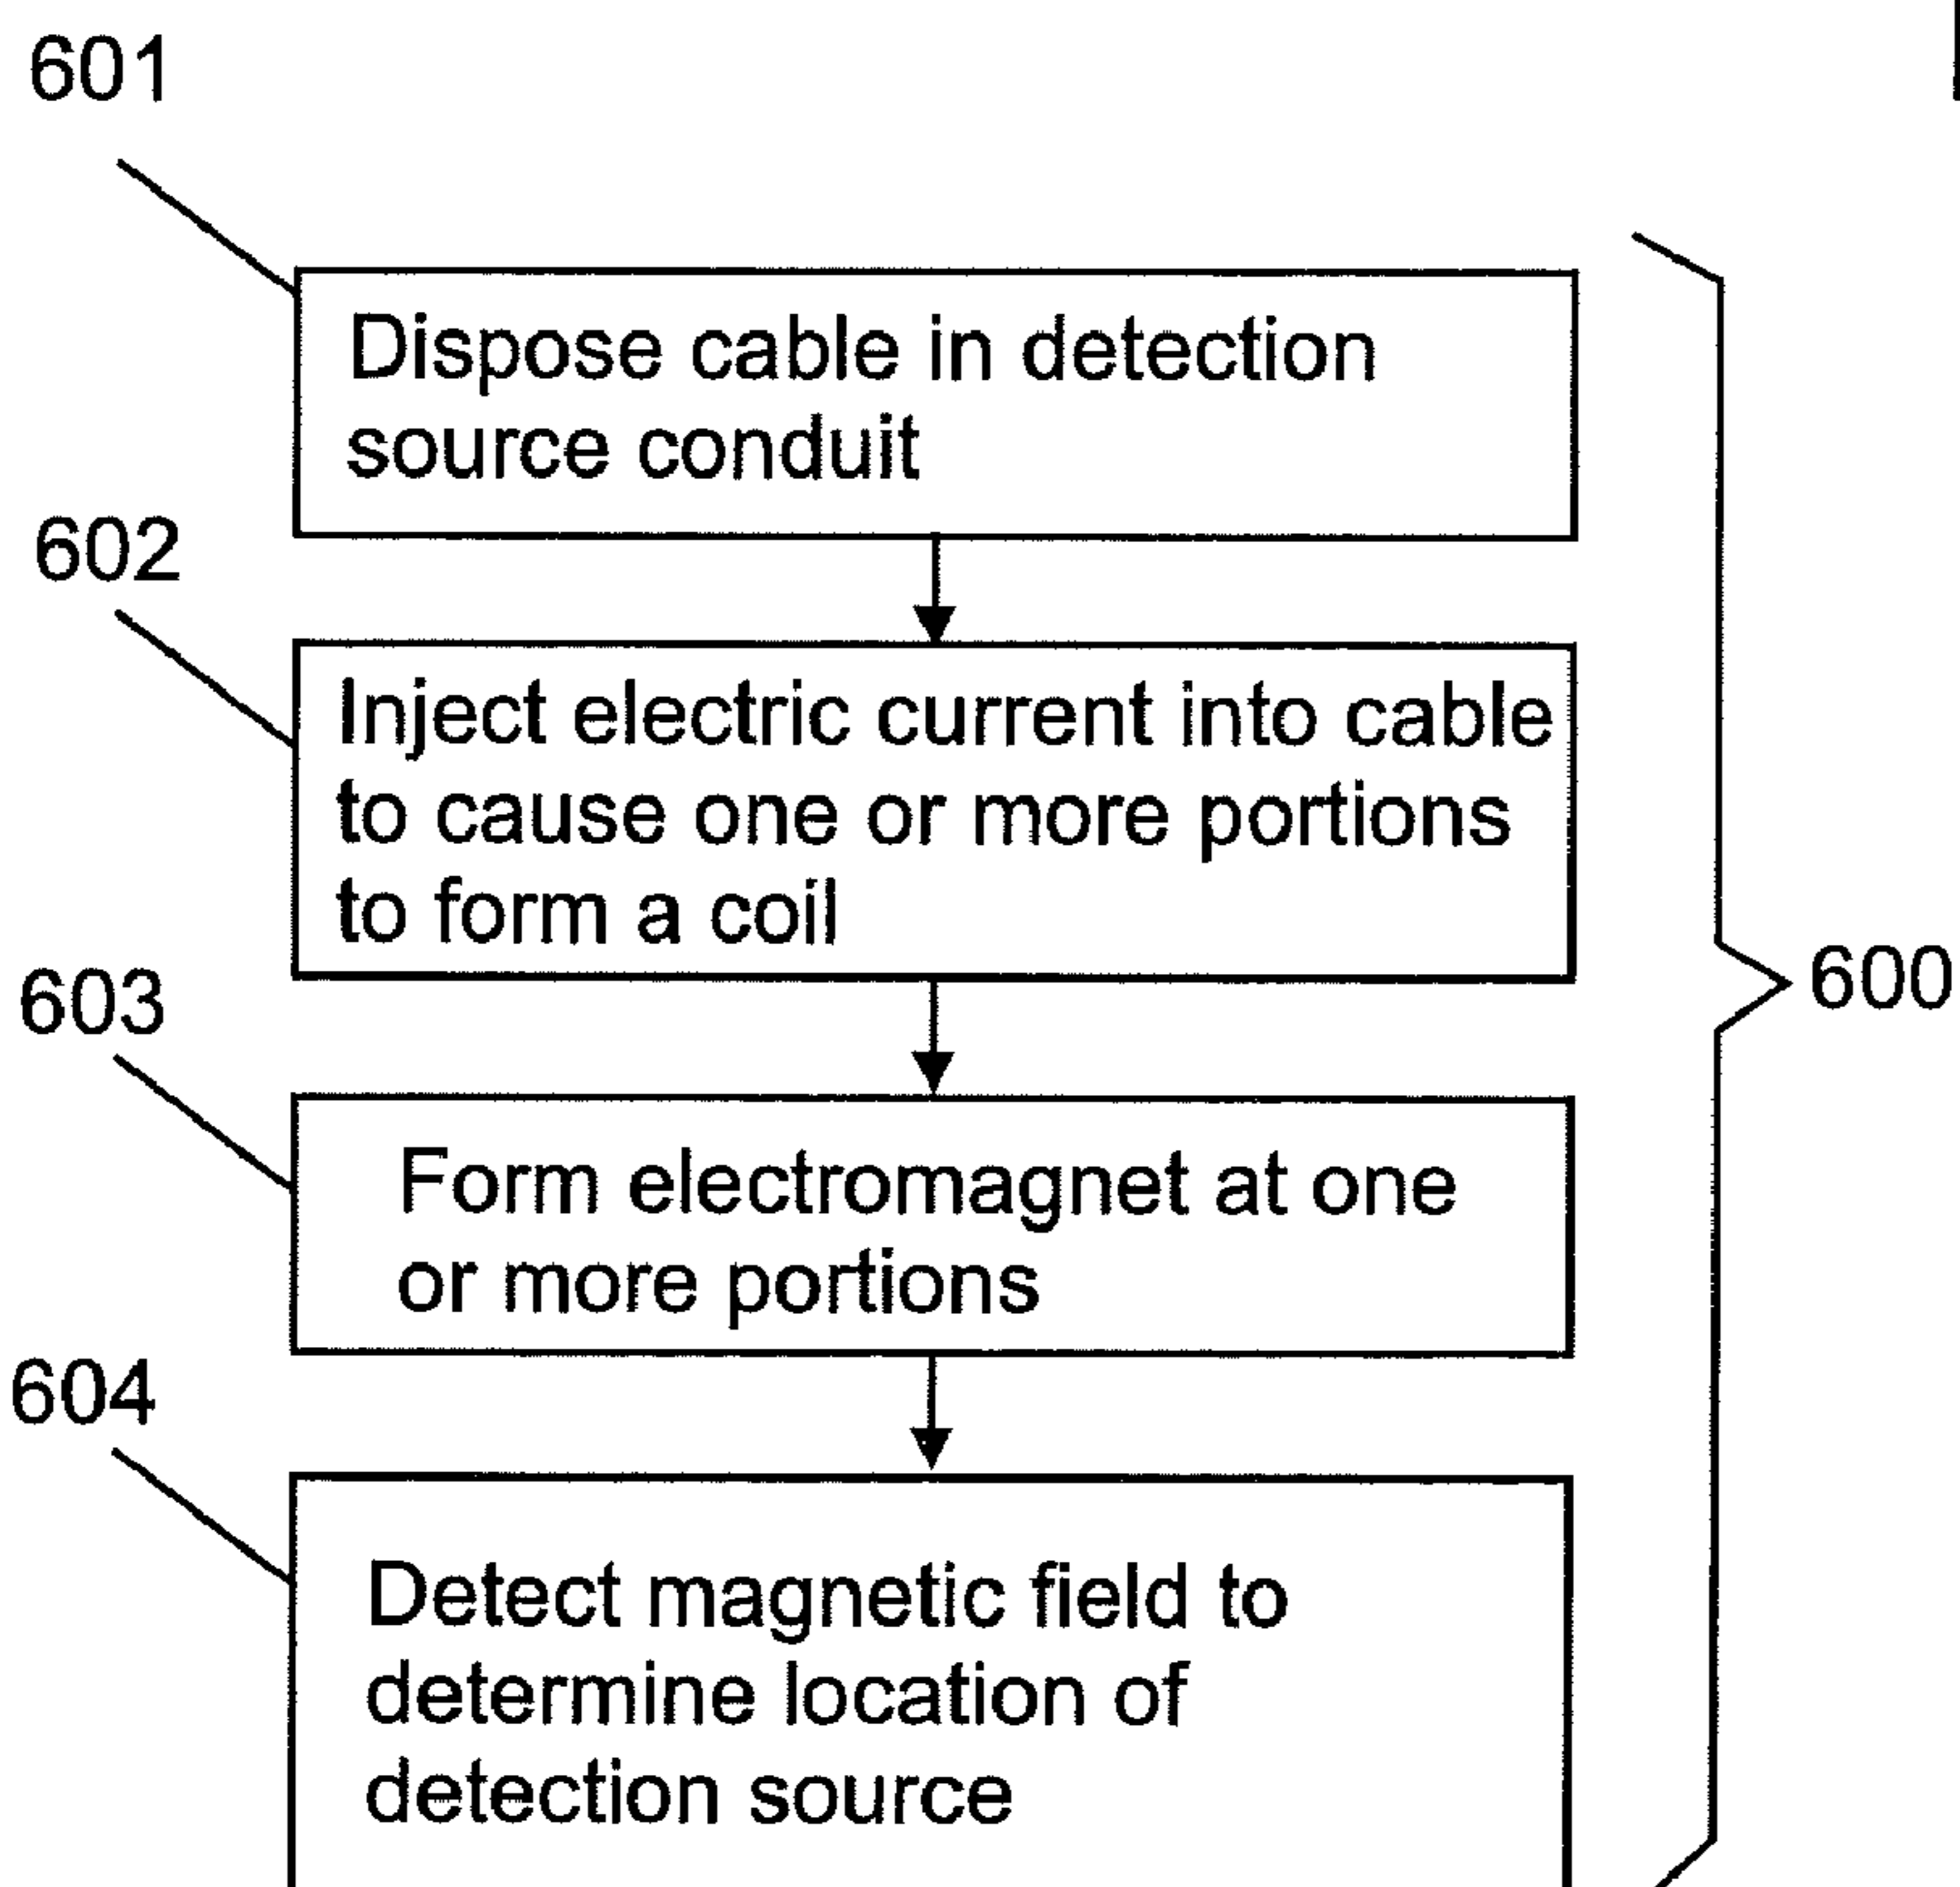 601
Dispose cable in detection
source conduit
602
Inject electric current into cable
to cause one or more portions
to form a coil
603
600
Form electromagnet at one
or more portions
604
Detect magnetic field to
determine location of
detection source